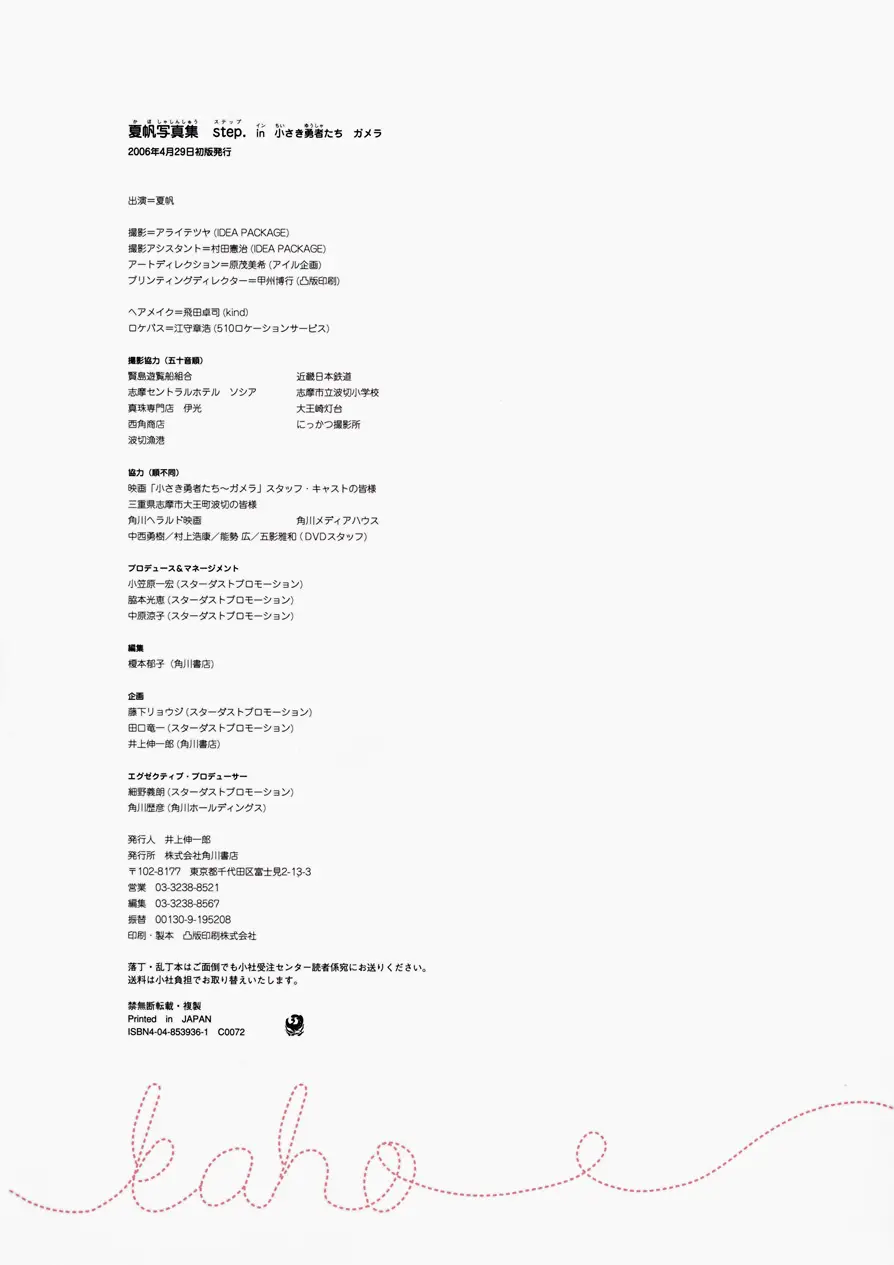 夏帆写真集 step. in 小さき勇者たち ガメラ
2006年4月29日初版発行
出演＝夏帆
撮影＝アライテツヤ (IDEA PACKAGE)
撮影アシスタント＝村田憲治 (IDEA PACKAGE)
アートディレクション＝原茂美希 (アイル企画)
プリンティングディレクター＝甲州博行 (凸版印刷)
ヘアメイク＝飛田卓司 (kind)
ロケバス＝江守章浩 (510ロケーションサービス)
撮影協力（五十音順）
賢島遊覧船組合 近畿日本鉄道
志摩セントラルホテル ソシア 志摩市立波切小学校
真珠専門店 伊光 大王崎灯台
西角商店 にっかつ撮影所
波切漁港
協力（順不同）
映画「小さき勇者たち～ガメラ」スタッフ・キャストの皆様
三重県志摩市大王町波切の皆様
角川ヘラルド映画 角川メディアハウス
中西勇樹／村上浩康／能勢 広／五影雅和 ( DVDスタッフ)
プロデュース＆マネージメント
小笠原一宏 (スターダストプロモーション)
脇本光恵 (スターダストプロモーション)
中原涼子 (スターダストプロモーション)
編集
榎本郁子（角川書店)
企画
藤下リョウジ (スターダストプロモーション)
田口竜一 (スターダストプロモーション)
井上伸一郎 (角川書店)
エグゼクティブ・プロデューサー
細野義朗 (スターダストプロモーション)
角川歴彦 (角川ホールディングス)
発行人 井上伸一郎
発行所 株式会社角川書店
〒102-8177 東京都千代田区富士見2-13-3
営業 03-3238-8521
編集 03-3238-8567
振替 00130-9-195208
印刷・製本 凸版印刷株式会社
落丁・乱丁本はご面倒でも小社受注センター読者係宛にお送りください。
送料は小社負担でお取り替えいたします。
禁無断転載・複製
Printed in JAPAN
ISBN4-04-853936-1 C0072
kaho